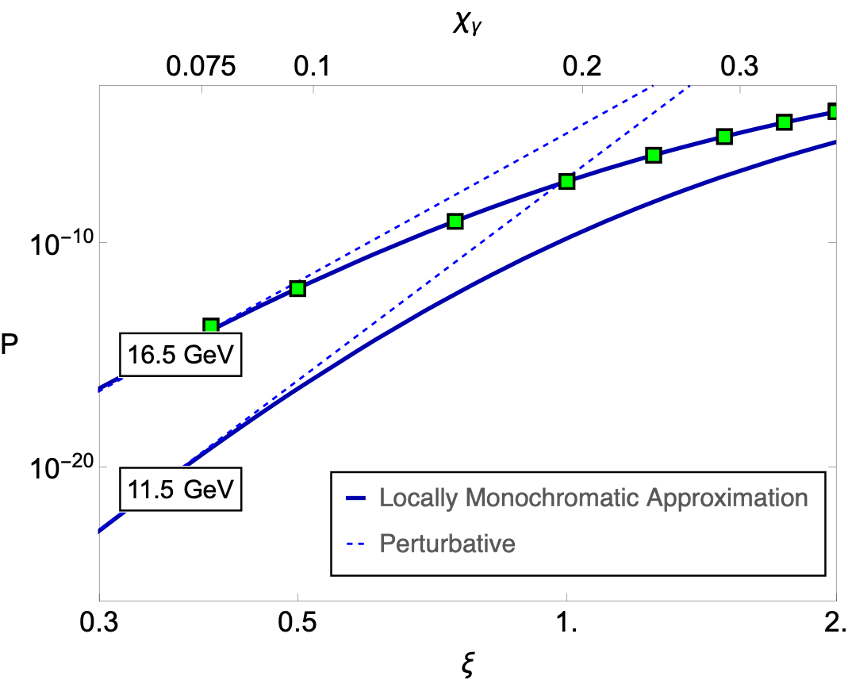 χγ
0.075 0.1 0.2 0.3
10−10
P
16.5 GeV
10−20
11.5 GeV
Locally Monochromatic Approximation
Perturbative
0.3 0.5 1. 2.
ξ